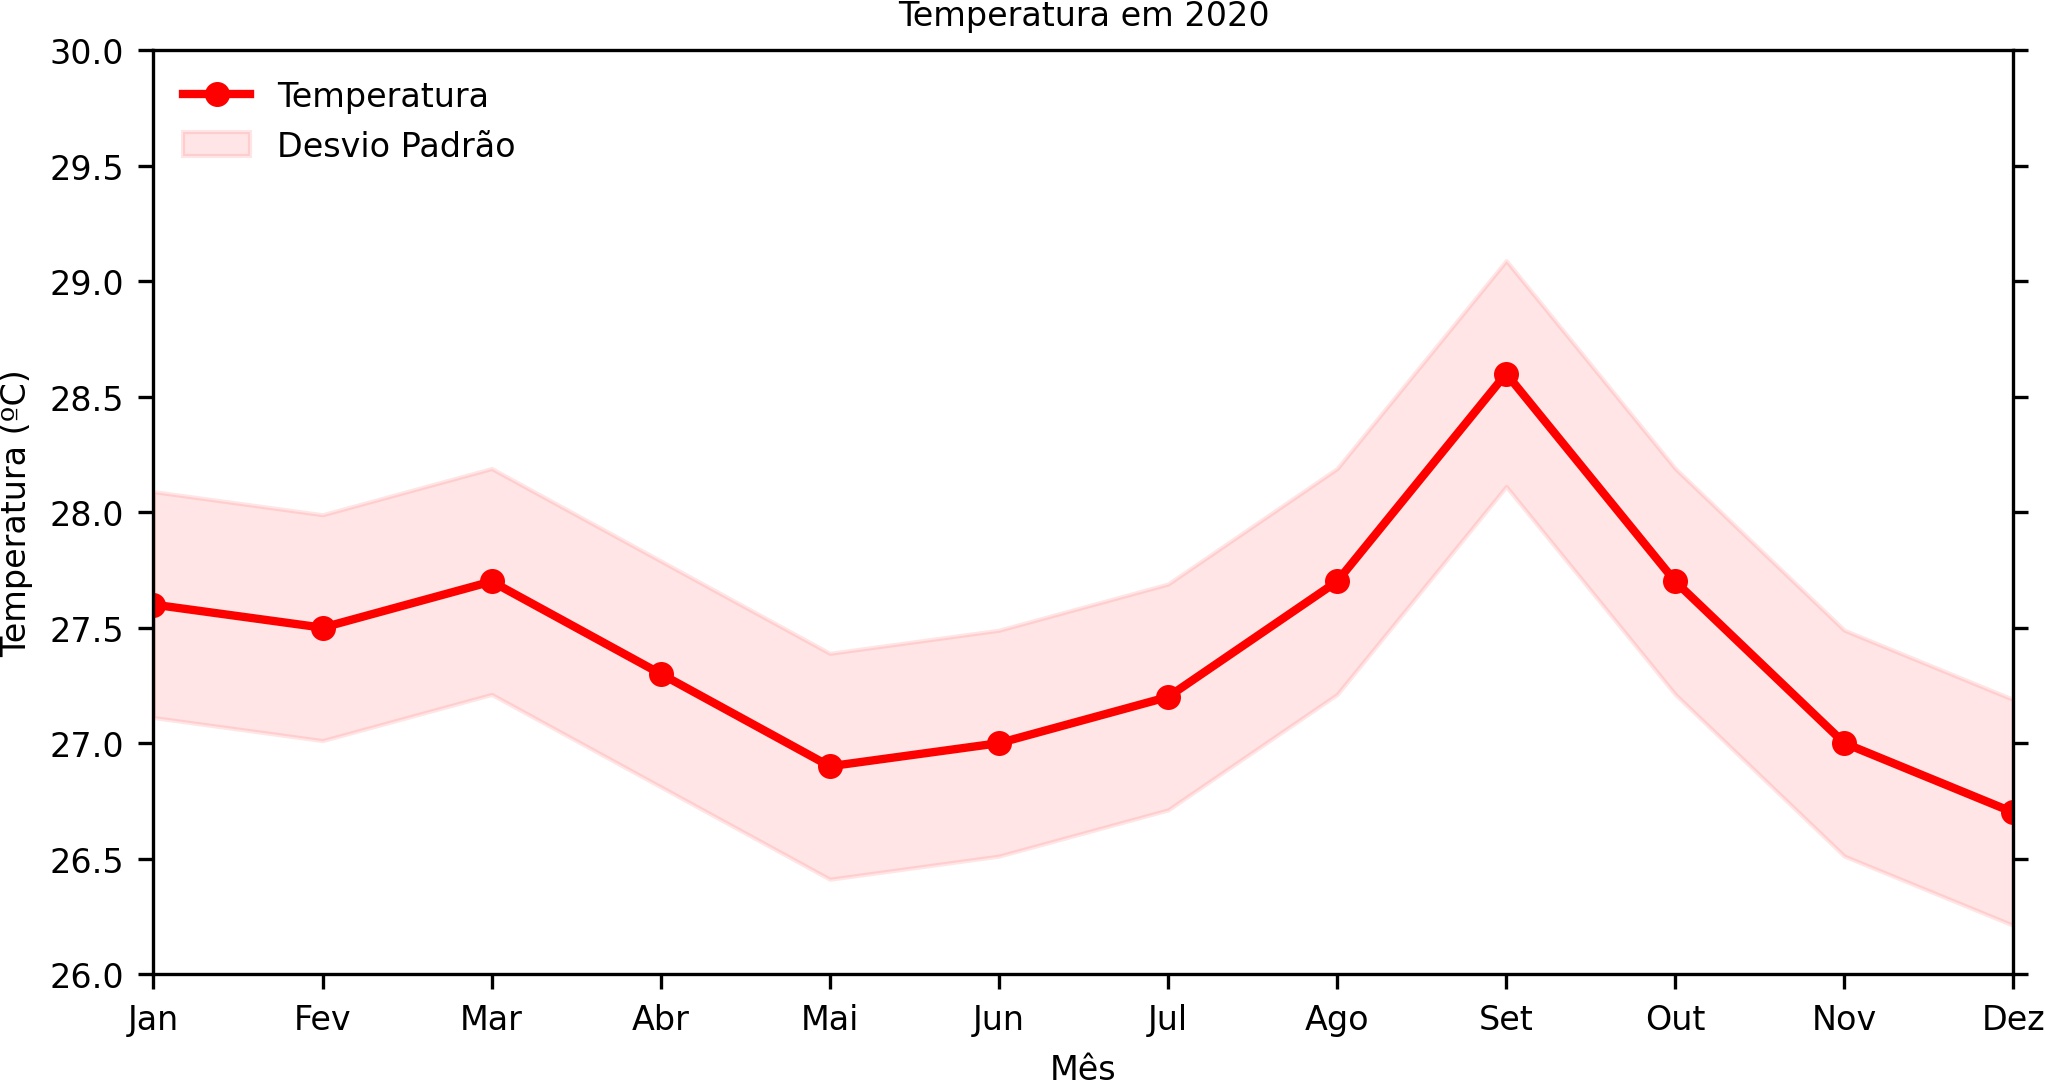 Temperatura em 2020
30.0
29.5
29.0
28.5
28.0
27.5
27.0
26.5
26.0
Temperatura (ºC)
Temperatura
Desvio Padrão
Jan Fev Mar Abr Mai Jun Jul Ago Set Out Nov Dez
Mês